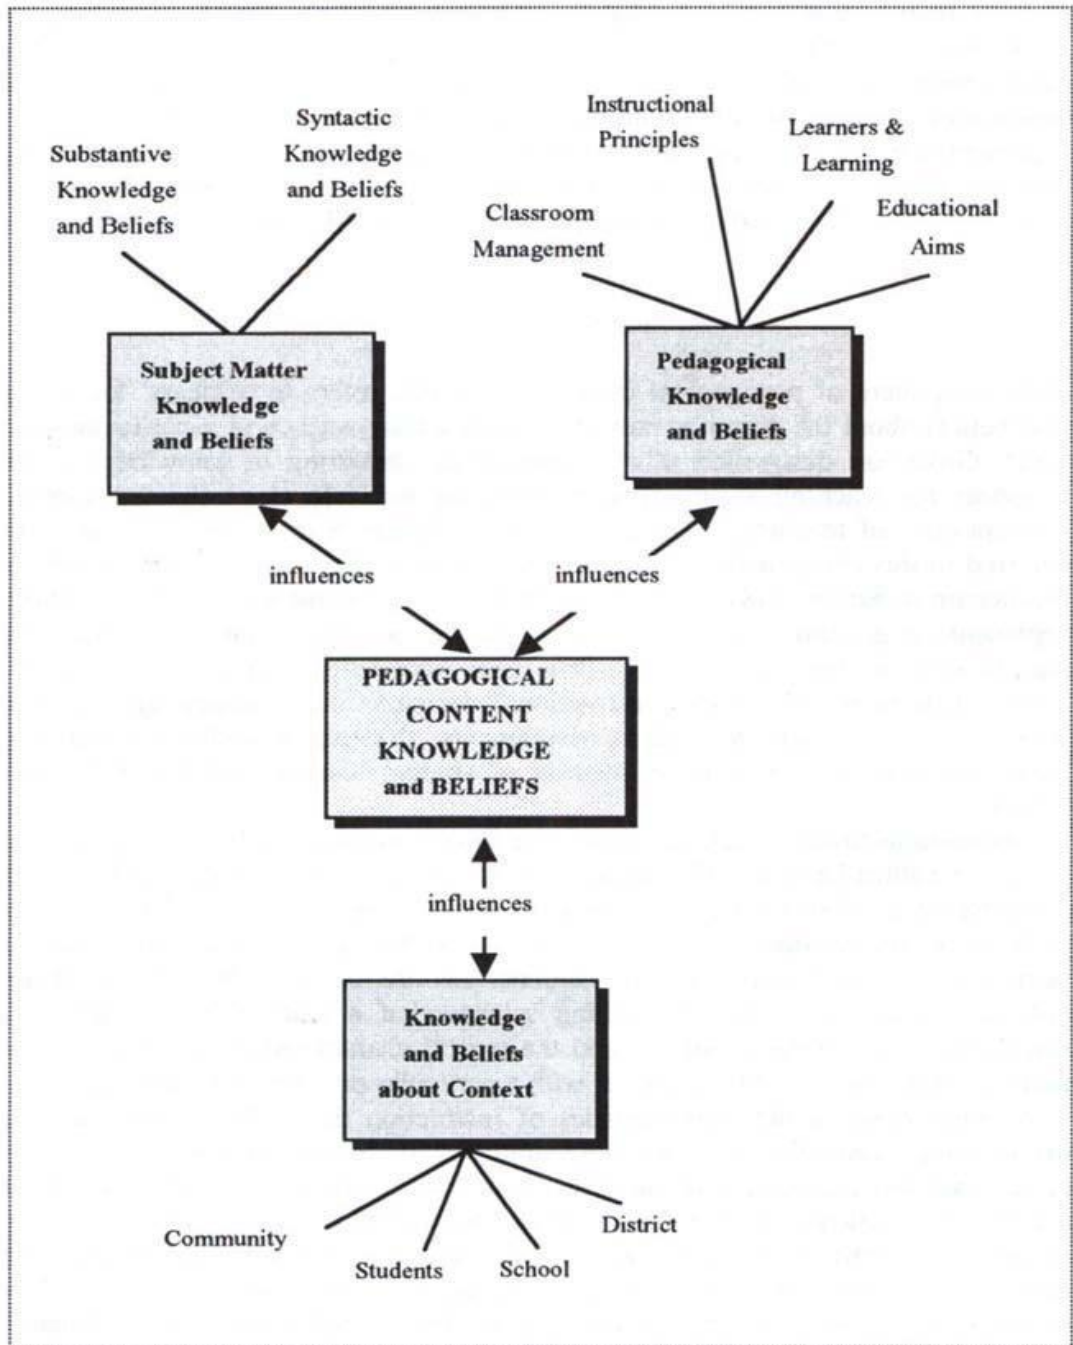 Substantive
Knowledge
and Beliefs
Syntactic
Knowledge
and Beliefs
Classroom
Management
Instructional
Principles
Learners &
Learning
Educational
Aims
Subject Matter
Knowledge
and Beliefs
Pedagogical
Knowledge
and Beliefs
influences
influences
PEDAGOGICAL
CONTENT
KNOWLEDGE
and BELIEFS
influences
Knowledge
and Beliefs
about Context
Community
Students
School
District